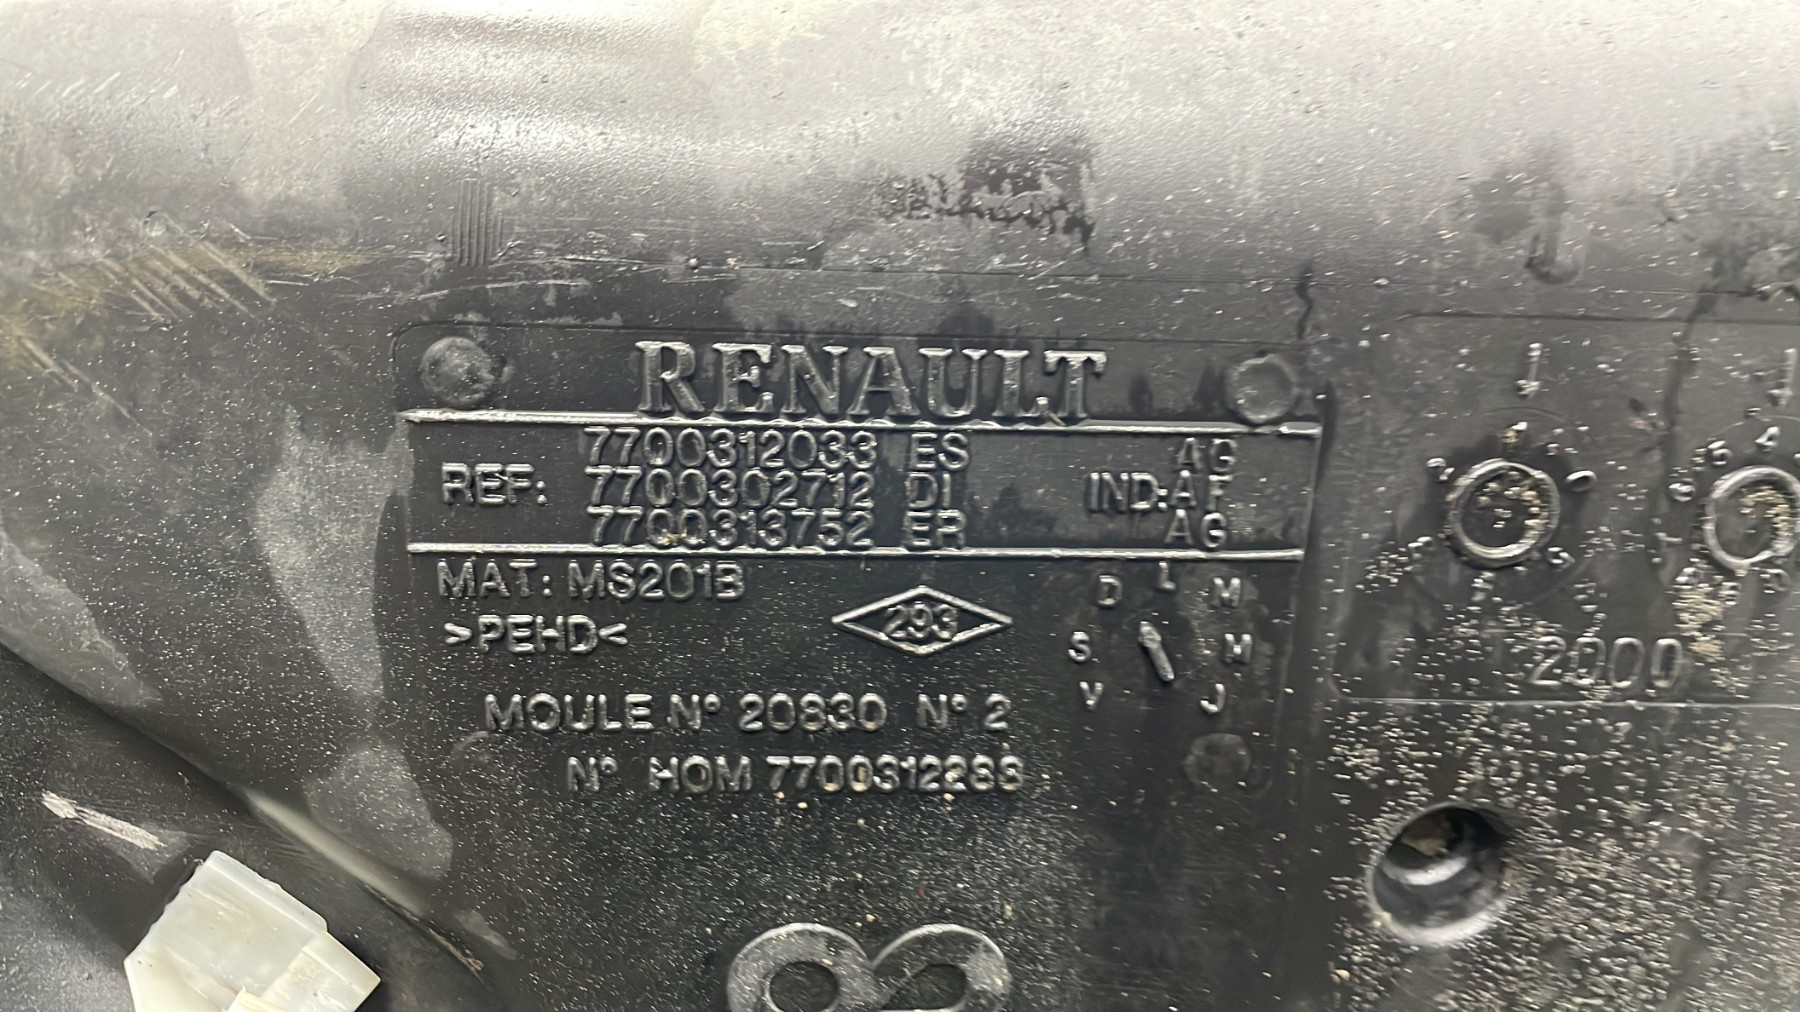 RENAULT
7700312033 ES AG
REF: 7700302712 DI IND: AF
7700313752 ER AG
MAT: MS201B
>PEHD<
293
D L M
S M
V J
MOULE N° 20830 N° 2
N° HOM 7700312288
2000